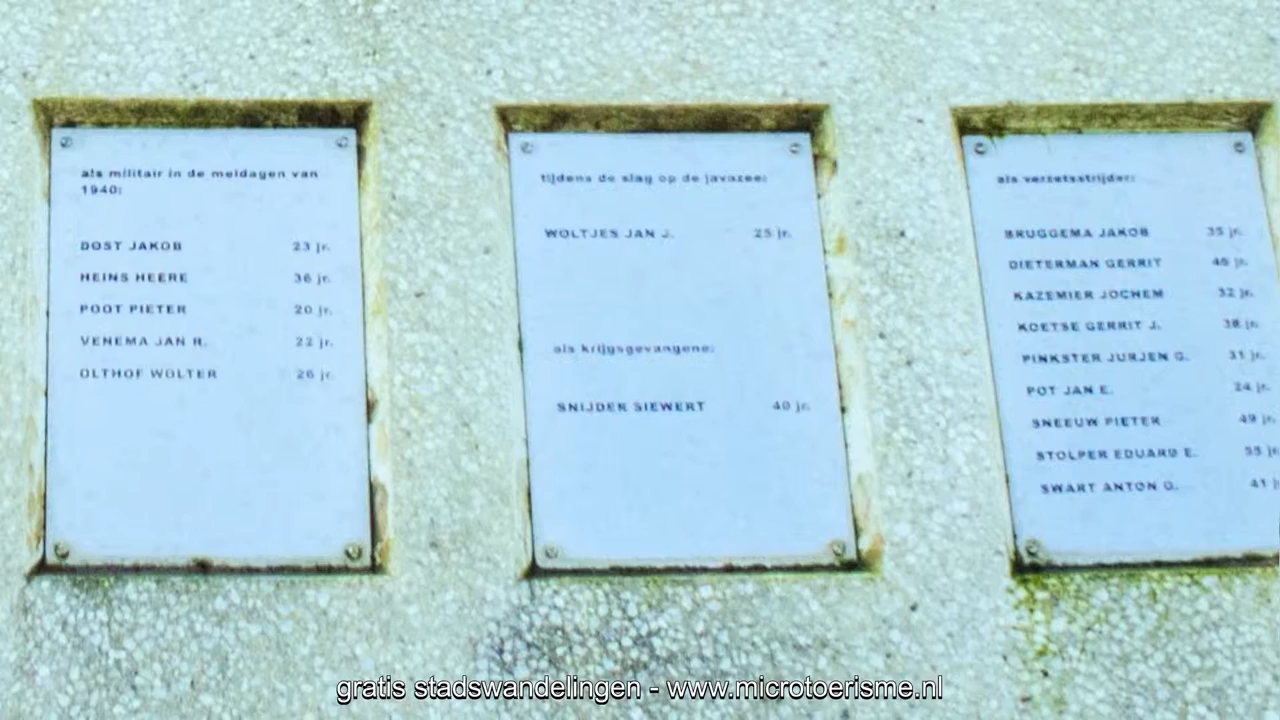 als militair in de meidagen van
1940:
DOST JAKOB 23 jr.
HEINS HEERE 36 jr.
POOT PIETER 20 jr.
VENEMA JAN R. 22 jr.
OLTHOF WOLTER 26 jr.
tijdens de slag op de javazee:
WOLTJES JAN J. 25 jr.
als krijgsgevangene:
SNIJDER SIEWERT 40 jr.
als verzetsstrijder:
BRUGGEMA JAKOB 35 jr.
DIETERMAN GERRIT jr.
KAZEMIER JOCHEM 32 jr.
KOETSE GERRIT J. 38 jr.
PINKSTER JURJEN G. 31 jr.
POT JAN E. 24 jr.
SNEEUW PIETER 49 jr.
STOLPER EDUARD E. 55 jr
SWART ANTON 41 j
gratis stadswandelingen - www.microtoerisme.nl